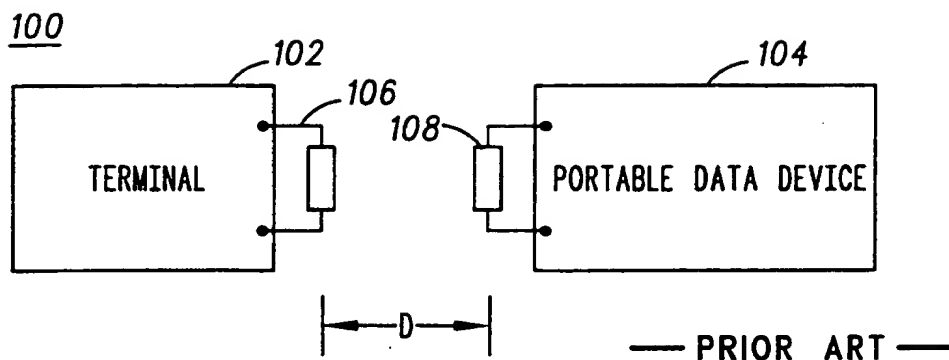 100
102
104
106
108
TERMINAL
PORTABLE DATA DEVICE
D
PRIOR ART